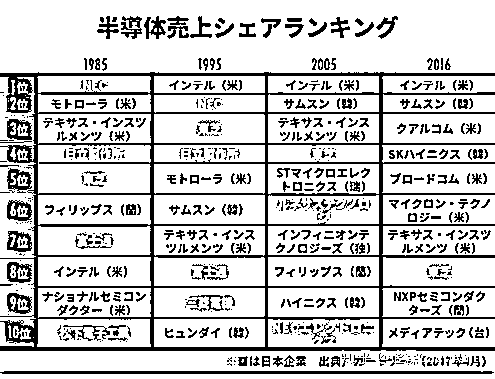 半導体売上シェアランキング
1985 1995 2005 2016
1位 NEC インテル（米） インテル（米） インテル（米）
2位 モトローラ（米） NEC サムスン（韓） サムスン（韓）
3位 テキサス・インスツルメンツ（米） 東芝 テキサス・インスツルメンツ（米） クアルコム（米）
4位 日立製作所 日立製作所 東芝 SKハイニクス（韓）
5位 東芝 モトローラ（米） STマイクロエレクトロニクス（瑞） ブロードコム（米）
6位 フィリップス（蘭） サムスン（韓） マイクロン・テクノロジー（米）
7位 富士通 テキサス・インスツルメンツ（米） インフィニオンテクノロジーズ（独） テキサス・インスツルメンツ（米）
8位 インテル（米） 富士通 フィリップス（蘭） 東芝
9位 ナショナルセミコンダクター（米） 三菱電機 ハイニクス（韓） NXPセミコンダクターズ（蘭）
10位 松下電子工業 ヒュンダイ（韓） メディアテック（台）
は日本企業 出典 （2017年4月）